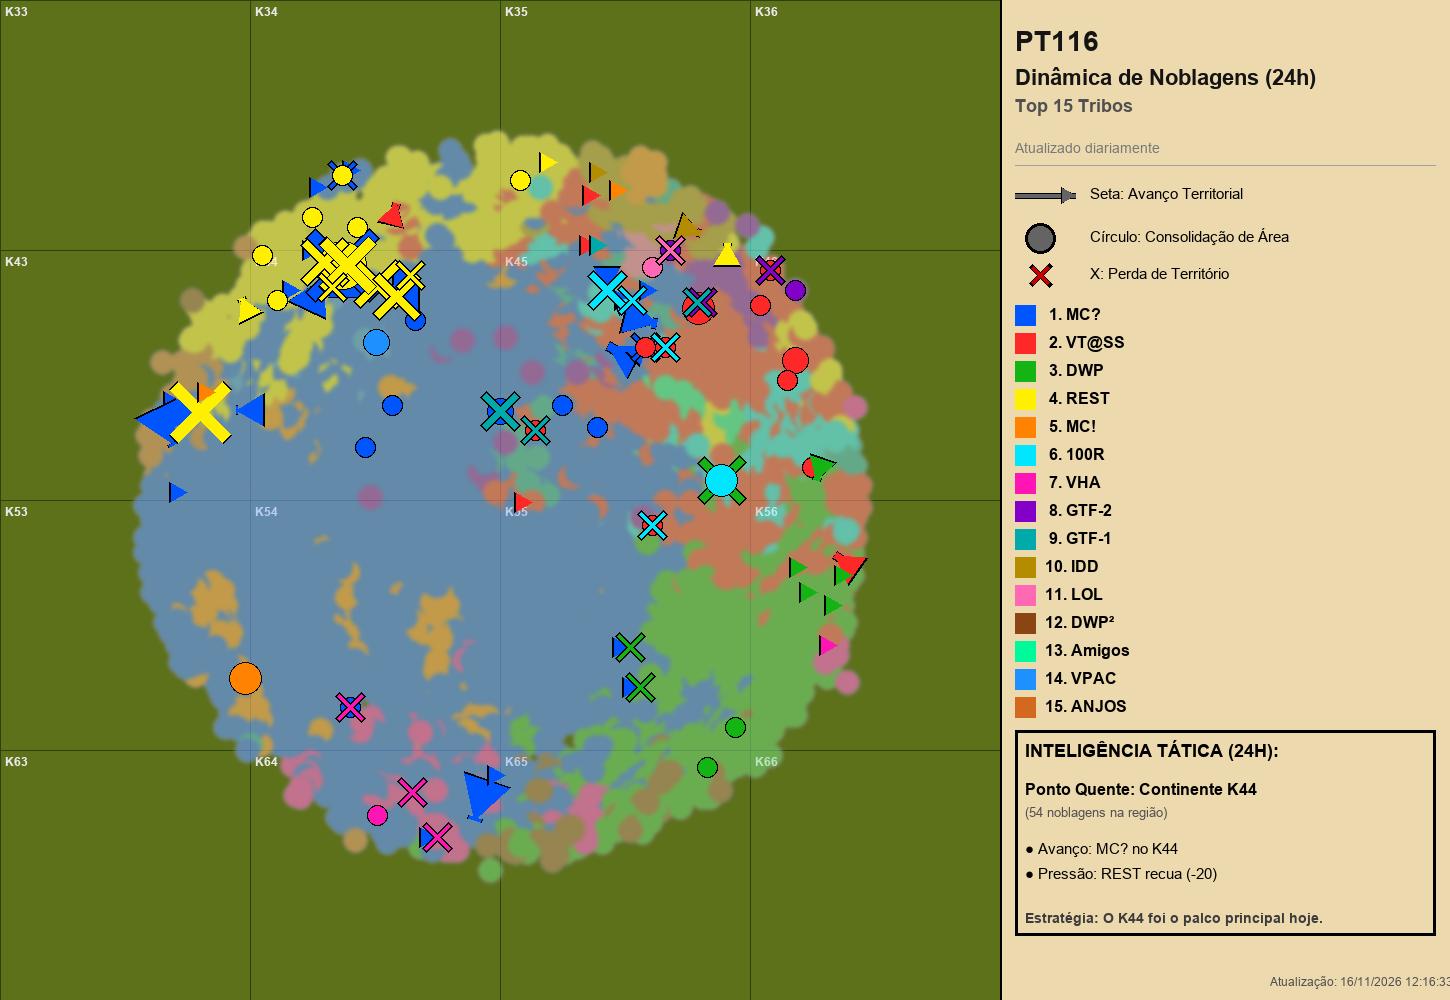 K33
K34
K35
K36
PT116
Dinâmica de Noblagens (24h)
Top 15 Tribos
Atualizado diariamente
Seta: Avanço Territorial
Círculo: Consolidação de Área
X: Perda de Território
K43
K45
1. MC?
2. VT@SS
3. DWP
4. REST
5. MC!
6. 100R
7. VHA
8. GTF-2
9. GTF-1
10. IDD
11. LOL
12. DWP²
13. Amigos
14. VPAC
15. ANJOS
K53
K54
K55
K56
K63
K64
K65
K66
INTELIGÊNCIA TÁTICA (24H):
Ponto Quente: Continente K44
(54 noblagens na região)
● Avanço: MC? no K44
● Pressão: REST recua (-20)
Estratégia: O K44 foi o palco principal hoje.
Atualização: 16/11/2026 12:16:33